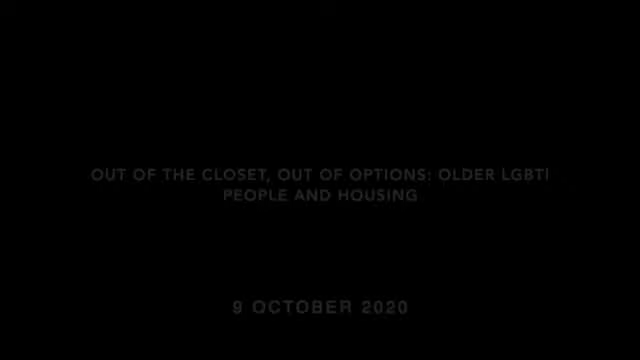 OUT OF THE CLOSET, OUT OF OPTIONS: OLDER LGBTI
PEOPLE AND HOUSING
9 OCTOBER 2020